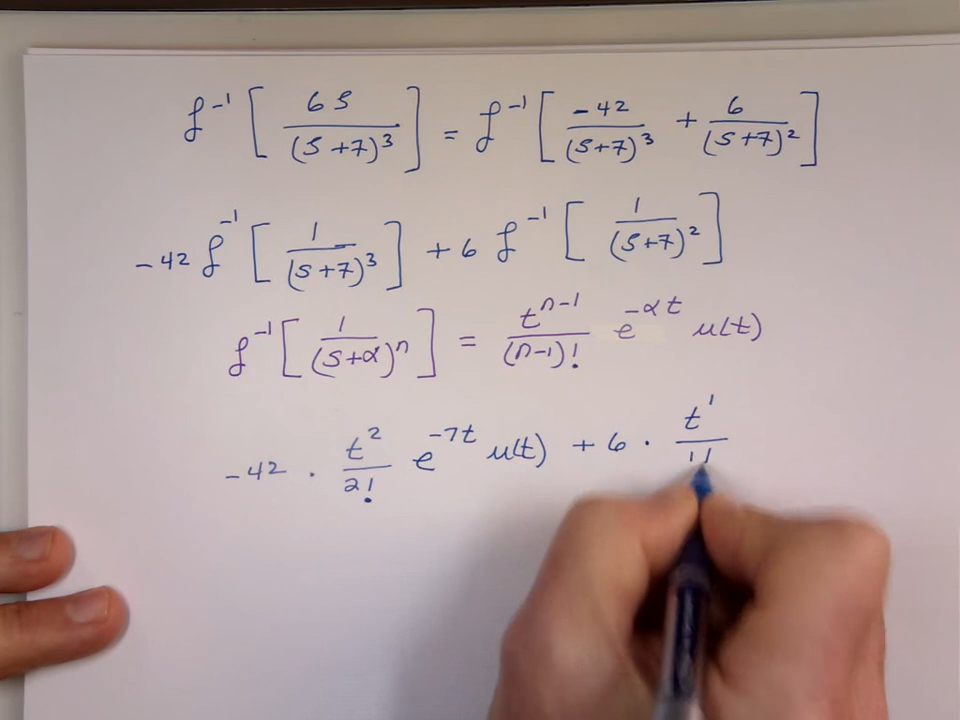 ℒ⁻¹ [ 6s / (s+7)³ ] = ℒ⁻¹ [ -42 / (s+7)³ + 6 / (s+7)² ]
-42 ℒ⁻¹ [ 1 / (s+7)³ ] + 6 ℒ⁻¹ [ 1 / (s+7)² ]
ℒ⁻¹ [ 1 / (s+α)ⁿ ] = tⁿ⁻¹ / (n-1)! e^(-αt) u(t)
-42 · t² / 2! e^(-7t) u(t) + 6 · t¹ / 1!